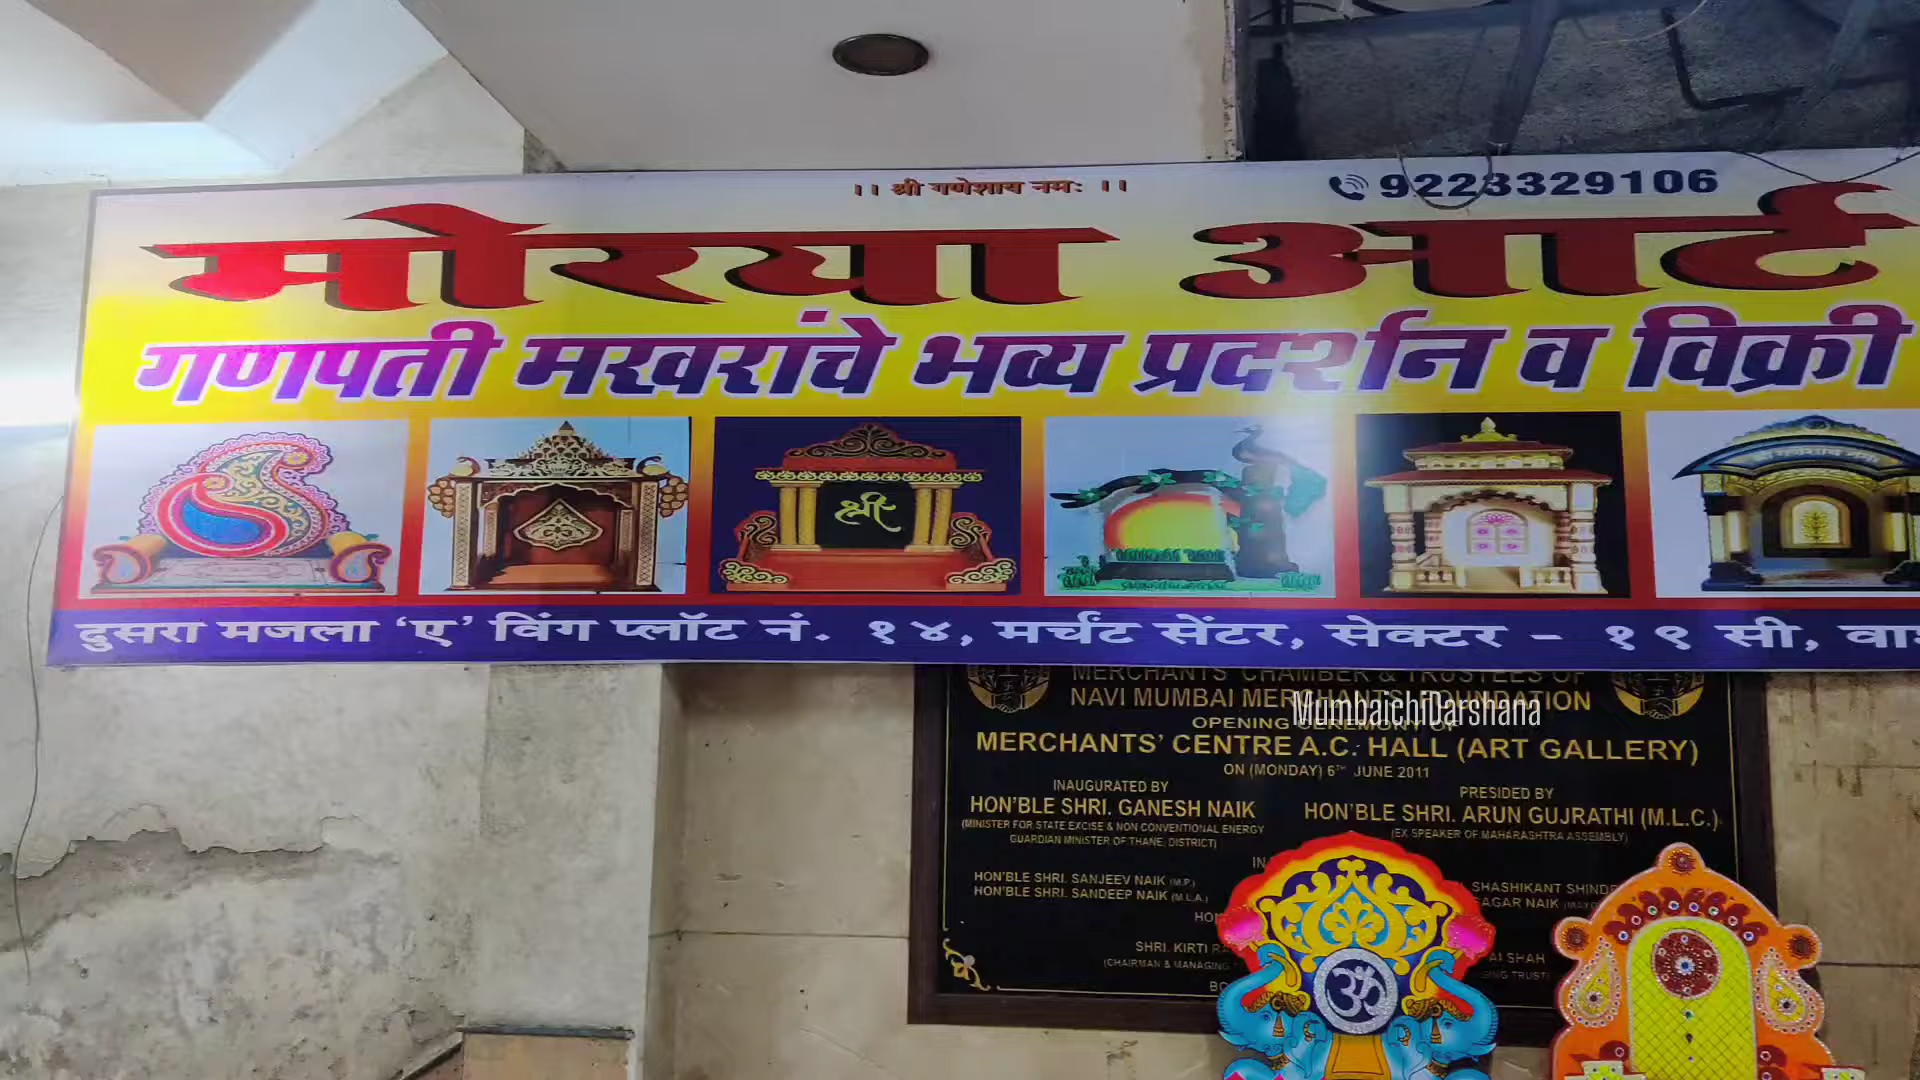 ।। श्री गणेशाय नमः ।।
9223329106
मोरया आर्ट
गणपती मखरांचे भव्य प्रदर्शन व विक्री
श्री
दुसरा मजला ‘ए’ विंग प्लॉट नं. १४, मर्चंट सेंटर, सेक्टर - १९ सी,
MERCHANTS' CHAMBER & TRUSTEES OF
NAVI MUMBAI MERCHANTS' FOUNDATION
MumbaichiDarshana
OPENING CEREMONY OF
MERCHANTS' CENTRE A.C. HALL (ART GALLERY)
ON (MONDAY) 6TH JUNE 2011
INAUGURATED BY
HON'BLE SHRI. GANESH NAIK
(MINISTER FOR STATE EXCISE & NON CONVENTIONAL ENERGY
GUARDIAN MINISTER OF THANE, DISTRICT)
PRESIDED BY
HON'BLE SHRI. ARUN GUJRATHI (M.L.C.)
(EX SPEAKER OF MAHARASHTRA ASSEMBLY)
HON'BLE SHRI. SANJEEV NAIK (M.P.)
HON'BLE SHRI. SANDEEP NAIK (M.L.A.)
SHASHIKANT SHINDE
SAGAR NAIK
SHRI. KIRTI
(CHAIRMAN & MANAGING
SHAH
ॐ